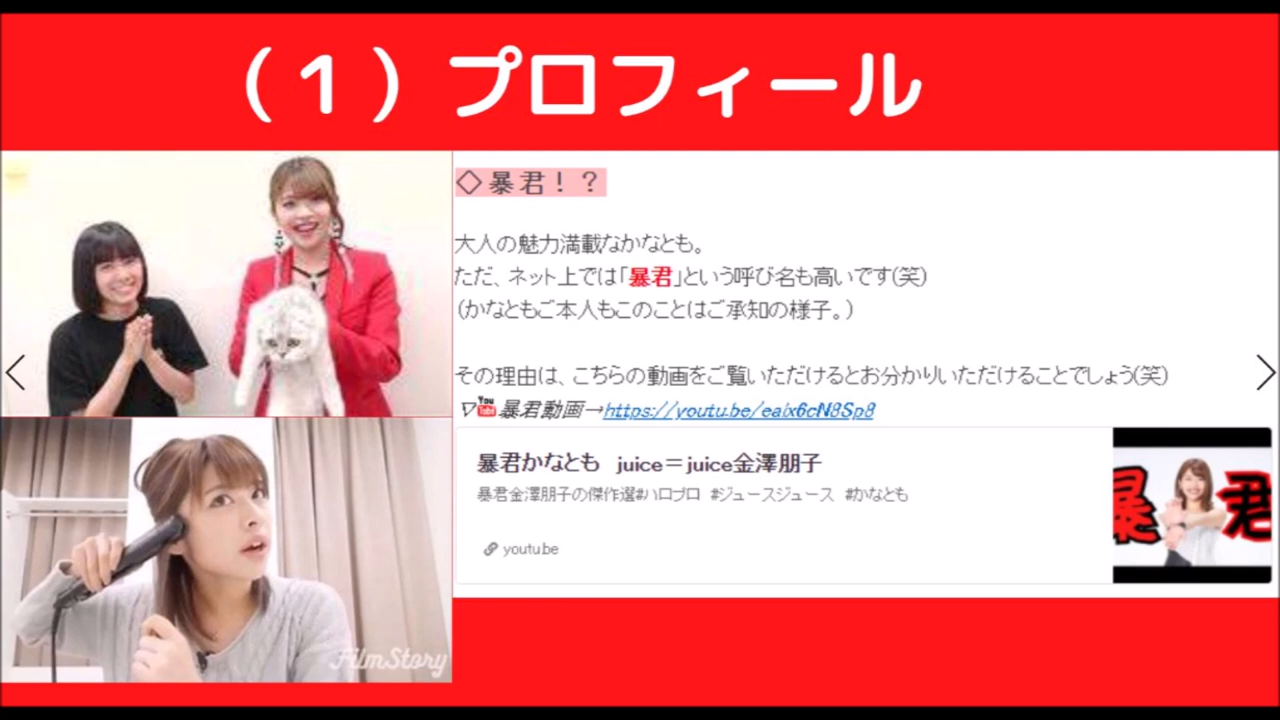 （１）プロフィール
◇暴君！？
大人の魅力満載なかなとも。
ただ、ネット上では「暴君」という呼び名も高いです(笑)
（かなともご本人もこのことはご承知の様子。）
その理由は、こちらの動画をご覧いただけるとお分かりいただけることでしょう(笑)
▽You Tube暴君動画→https://youtu.be/eaix6cN8Sp8
暴君かなとも　juice＝juice金澤朋子
暴君金澤朋子の傑作選#ハロプロ #ジュースジュース #かなとも
youtu.be
暴君
FilmStory